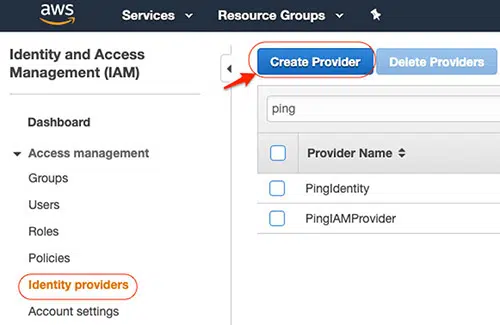 aws
Services
Resource Groups
Identity and Access
Management (IAM)
Dashboard
Access management
Groups
Users
Roles
Policies
Identity providers
Account settings
Create Provider
Delete Providers
ping
Provider Name
PingIdentity
PingIAMProvider